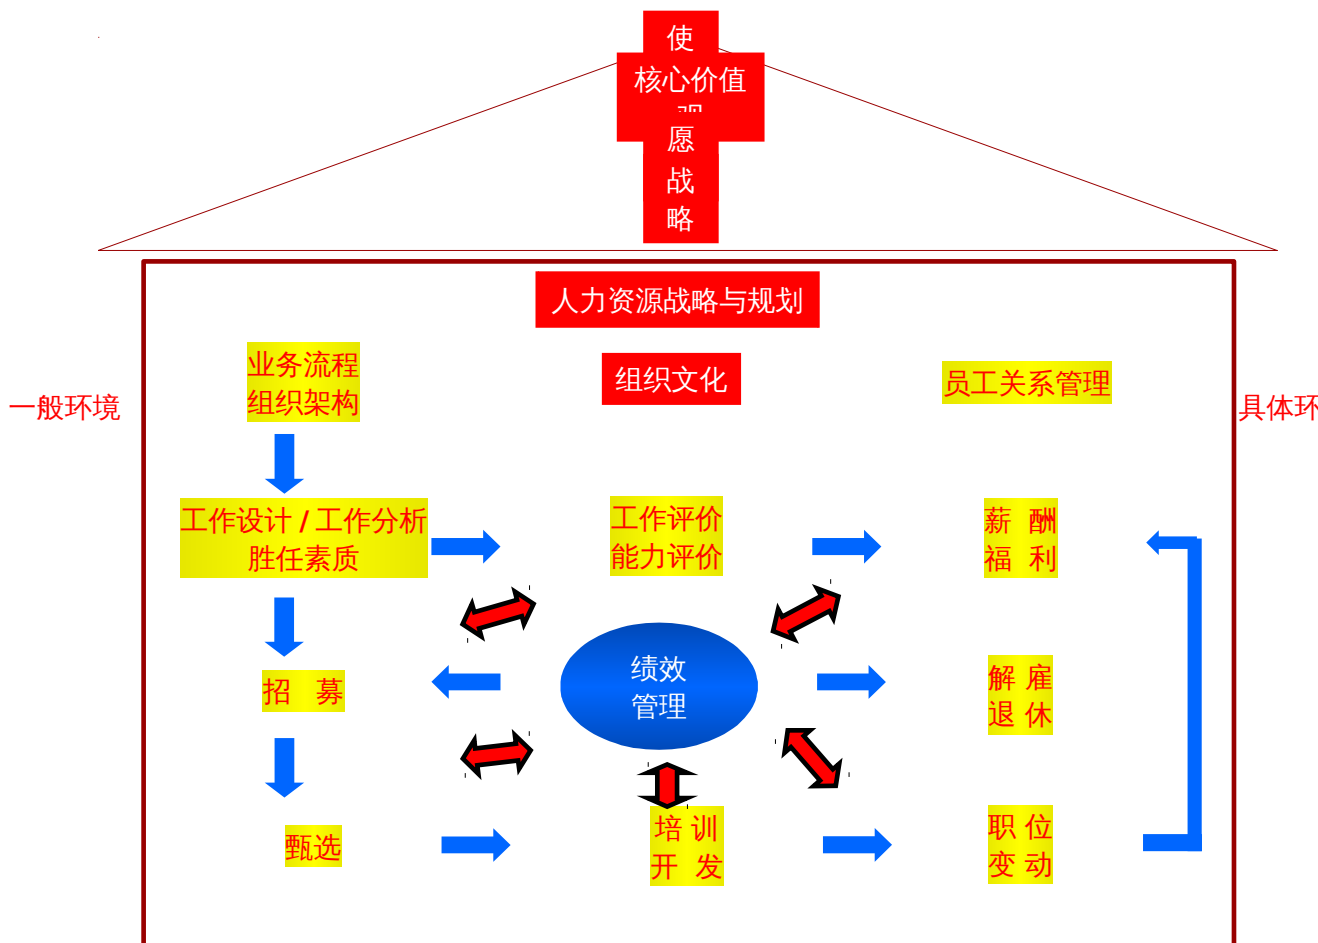 使
核心价值
愿
战
略
人力资源战略与规划
业务流程
组织架构
组织文化
员工关系管理
一般环境
具体环
工作设计 / 工作分析
胜任素质
工作评价
能力评价
薪 酬
福 利
绩效
管理
招 募
解 雇
退 休
甄选
培 训
开 发
职 位
变 动